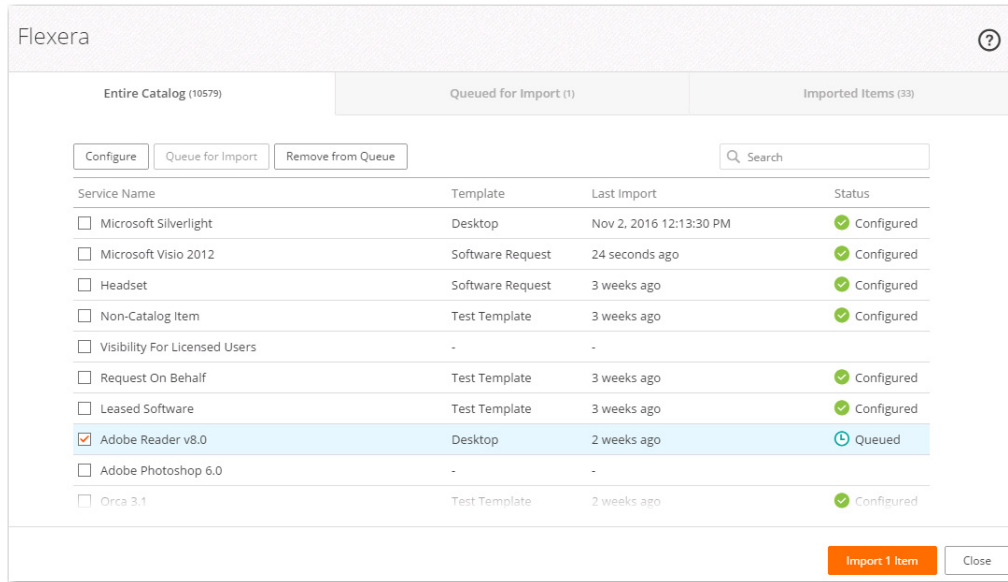 Flexera
?
Entire Catalog (10579) Queued for Import (1) Imported Items (33)
Configure Queue for Import Remove from Queue Search
Service Name Template Last Import Status
Microsoft Silverlight Desktop Nov 2, 2016 12:13:30 PM Configured
Microsoft Visio 2012 Software Request 24 seconds ago Configured
Headset Software Request 3 weeks ago Configured
Non-Catalog Item Test Template 3 weeks ago Configured
Visibility For Licensed Users - -
Request On Behalf Test Template 3 weeks ago Configured
Leased Software Test Template 3 weeks ago Configured
Adobe Reader v8.0 Desktop 2 weeks ago Queued
Adobe Photoshop 6.0 - -
Orca 3.1 Test Template 2 weeks ago Configured
Import 1 Item Close